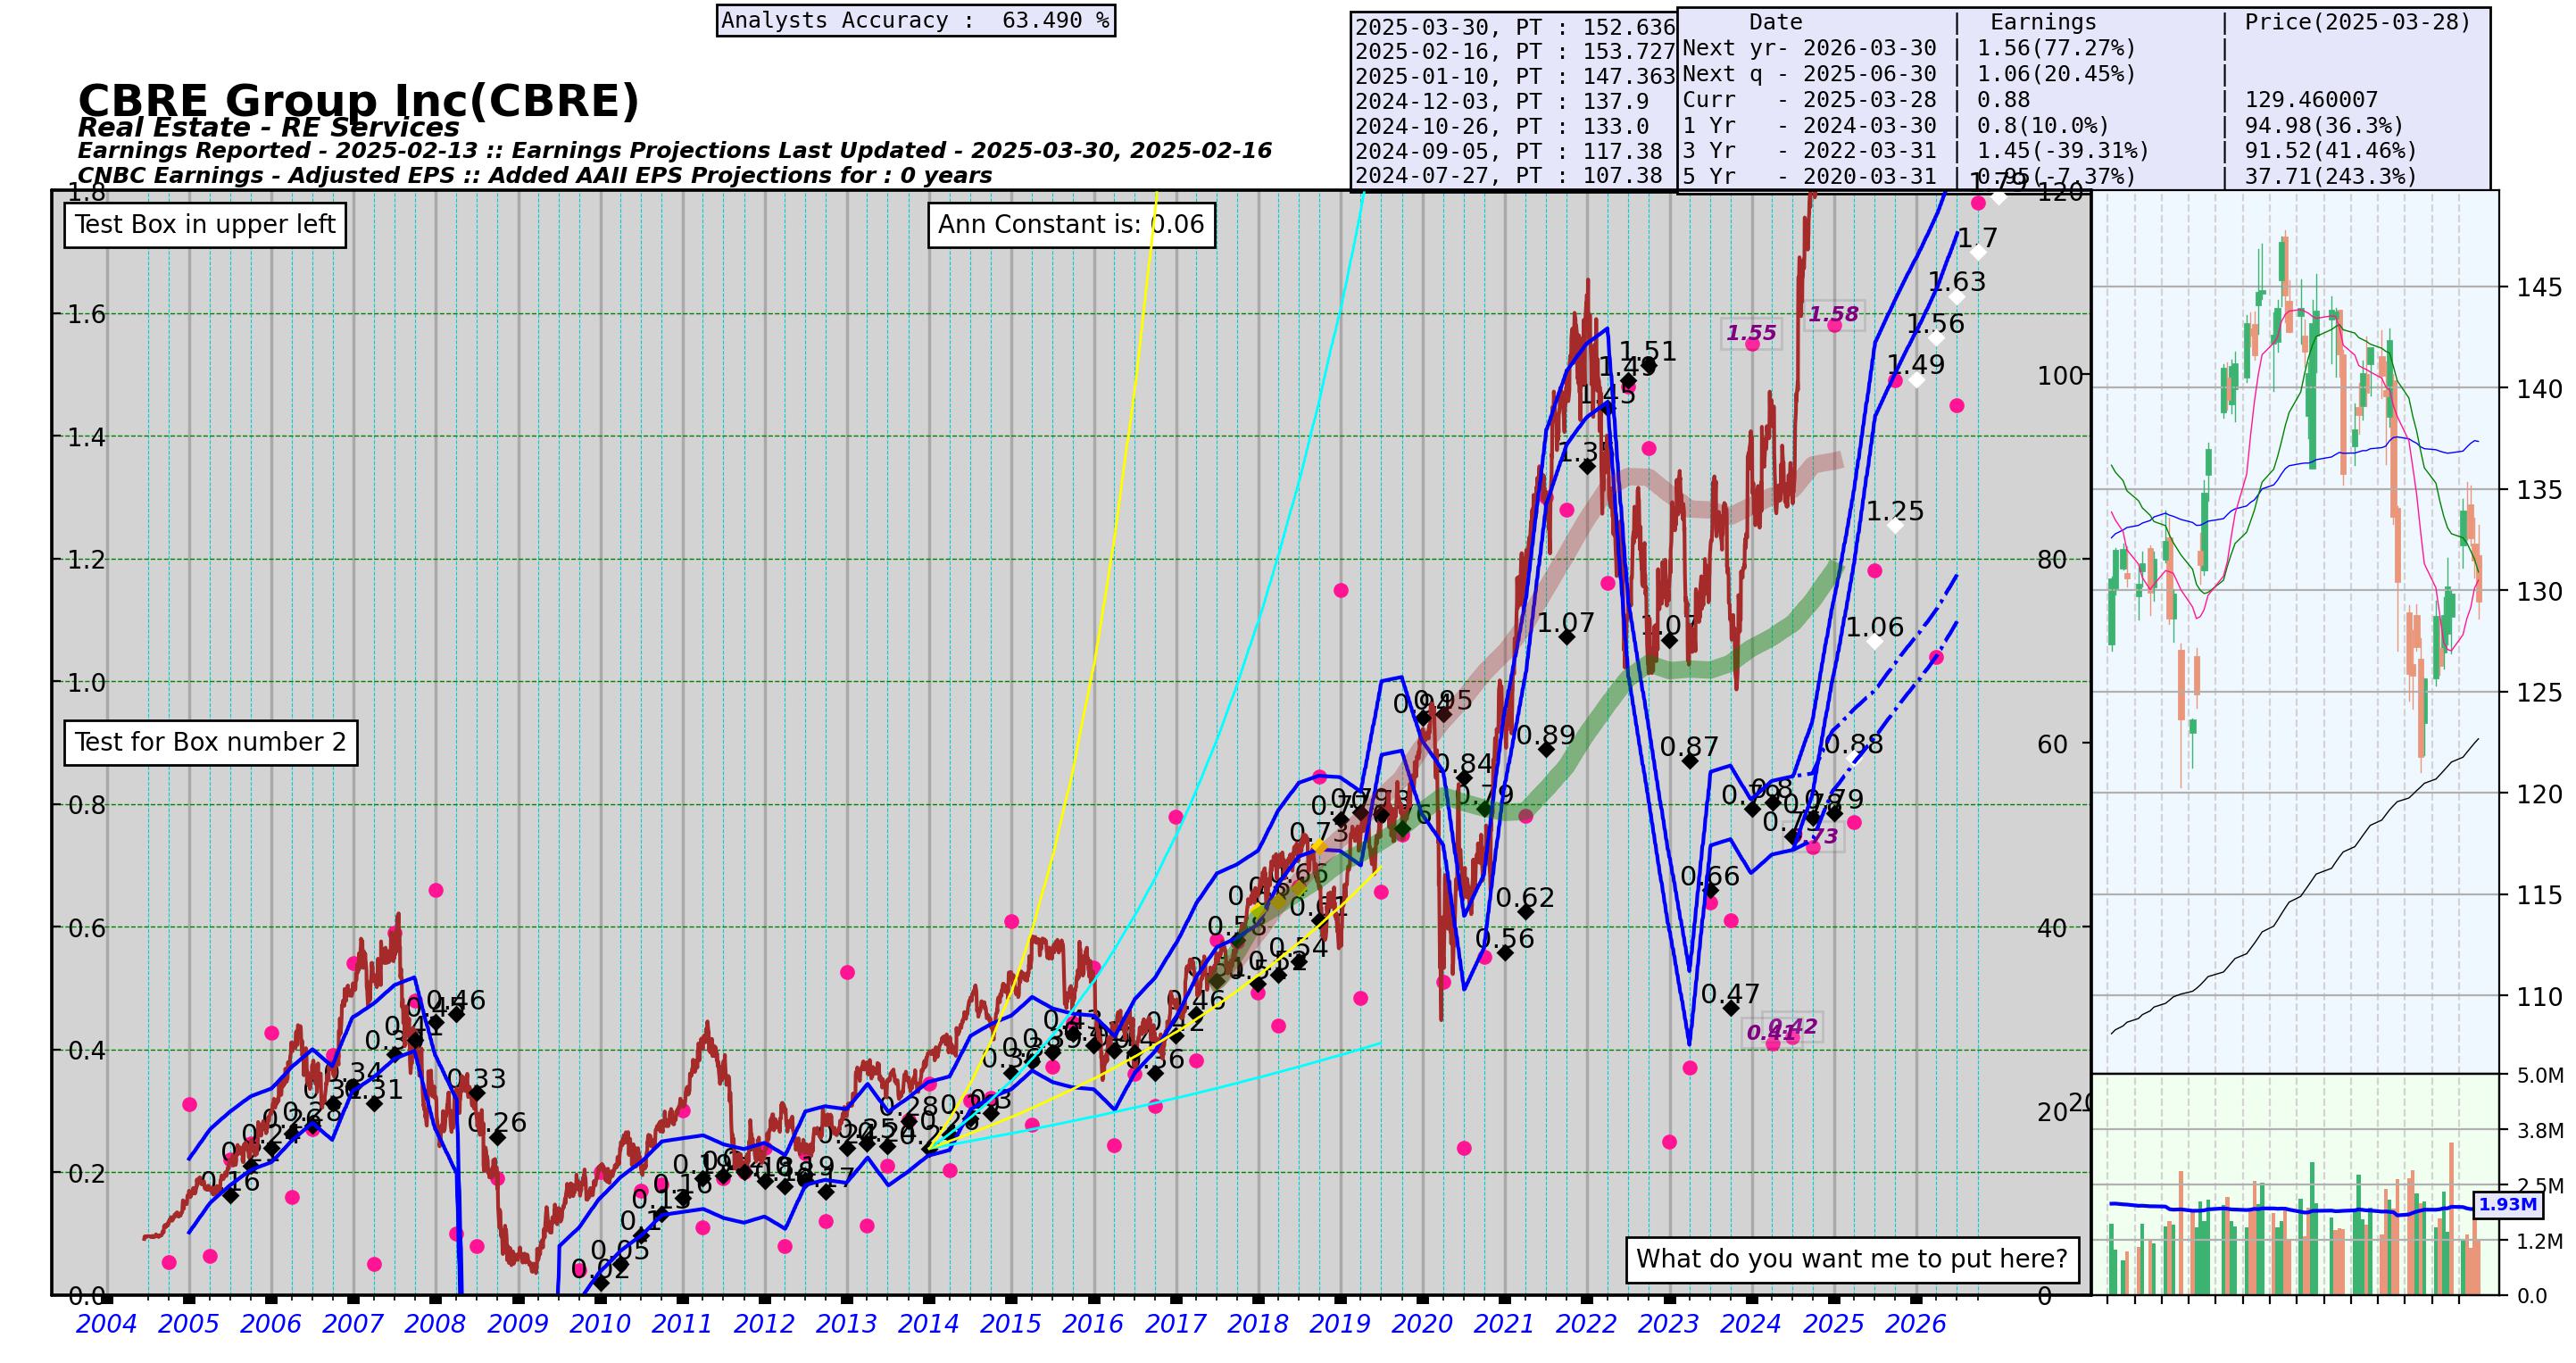 Analysts Accuracy :  63.490 %
CBRE Group Inc(CBRE)
Real Estate - RE Services
Earnings Reported - 2025-02-13 :: Earnings Projections Last Updated - 2025-03-30, 2025-02-16
CNBC Earnings - Adjusted EPS :: Added AAII EPS Projections for : 0 years
2025-03-30, PT : 152.636
2025-02-16, PT : 153.727
2025-01-10, PT : 147.363
2024-12-03, PT : 137.9
2024-10-26, PT : 133.0
2024-09-05, PT : 117.38
2024-07-27, PT : 107.38
Date | Earnings | Price(2025-03-28)
Next yr- 2026-03-30 | 1.56(77.27%) |
Next q - 2025-06-30 | 1.06(20.45%) |
Curr - 2025-03-28 | 0.88 | 129.460007
1 Yr - 2024-03-30 | 0.8(10.0%) | 94.98(36.3%)
3 Yr - 2022-03-31 | 1.45(-39.31%) | 91.52(41.46%)
5 Yr - 2020-03-31 | 0.95(-7.37%) | 37.71(243.3%)
Test Box in upper left
Ann Constant is: 0.06
Test for Box number 2
What do you want me to put here?
1.8
1.6
1.4
1.2
1.0
0.8
0.6
0.4
0.2
0.0
120
100
80
60
40
20
0
1.79
1.7
1.63
1.56
1.49
1.25
1.06
0.88
1.55
1.58
1.51
1.45
1.07
1.07
0.95
0.89
0.87
0.84
0.79
0.79
0.73
0.66
0.62
0.56
0.54
0.47
0.42
0.41
0.46
0.46
0.36
0.33
0.31
0.26
0.16
0.16
0.17
0.05
0.02
145
140
135
130
125
120
115
110
5.0M
3.8M
2.5M
1.93M
1.2M
0.0
2004 2005 2006 2007 2008 2009 2010 2011 2012 2013 2014 2015 2016 2017 2018 2019 2020 2021 2022 2023 2024 2025 2026